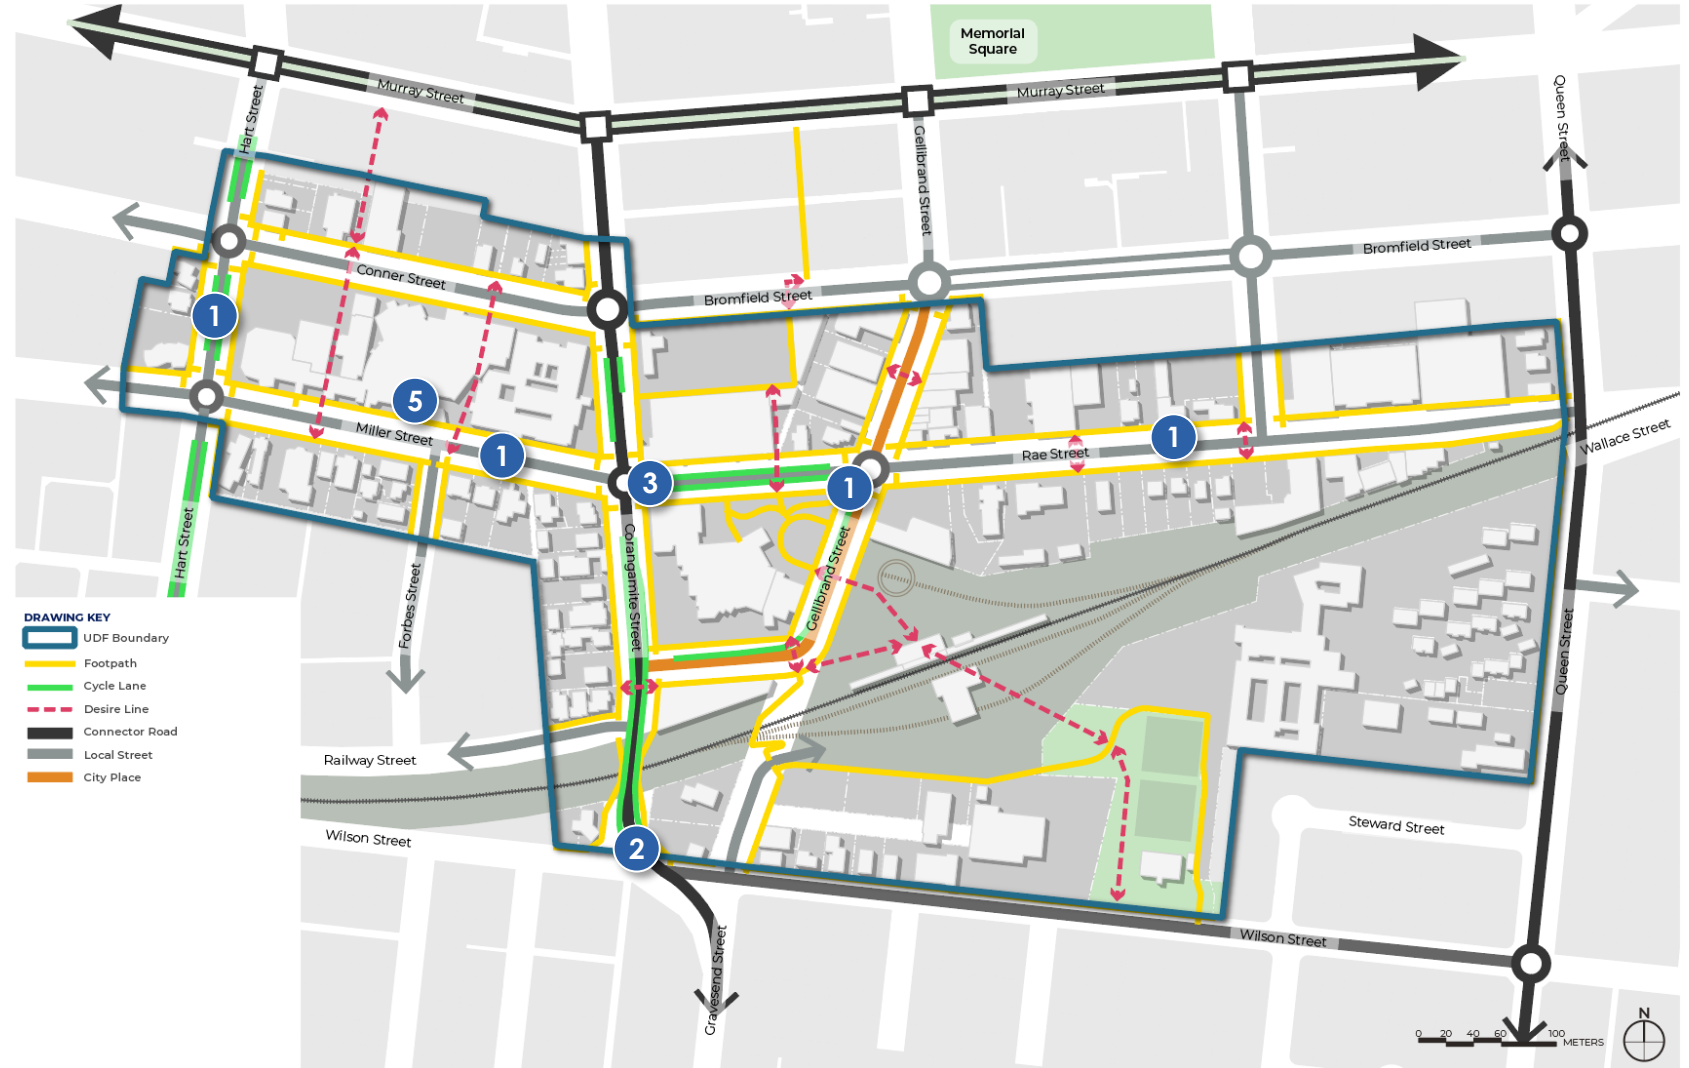 Memorial
Square
Murray Street
Murray Street
Hart Street
Gellibrand Street
Queen Street
Bromfield Street
Bromfield Street
Conner Street
1
5
Miller Street
1
3
1
Rae Street
1
Wallace Street
Hart Street
Forbes Street
Corangamite Street
Gellibrand Street
Queen Street
DRAWING KEY
UDF Boundary
Footpath
Cycle Lane
Desire Line
Connector Road
Local Street
City Place
Railway Street
Wilson Street
2
Steward Street
Wilson Street
Gravesend Street
N
0 20 40 60 100
METERS